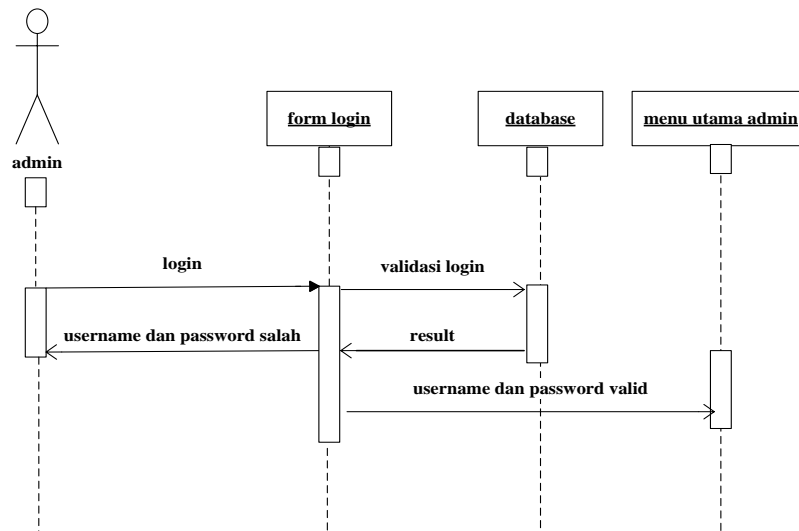 form login
database
menu utama admin
admin
login
validasi login
username dan password salah
result
username dan password valid